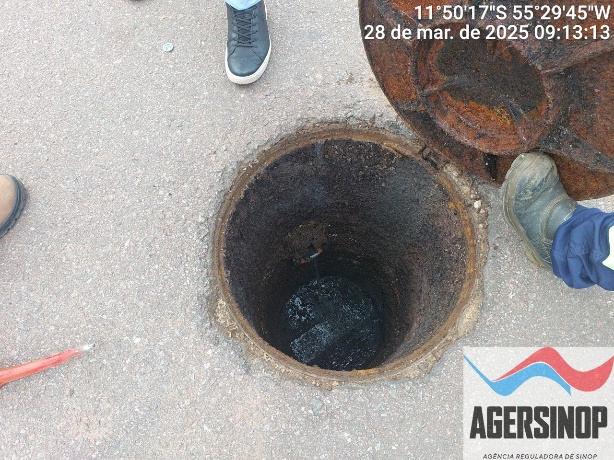 11°50'17"S 55°29'45"W
28 de mar. de 2025 09:13:13
AGERSINOP
AGÊNCIA REGULADORA DE SINOP